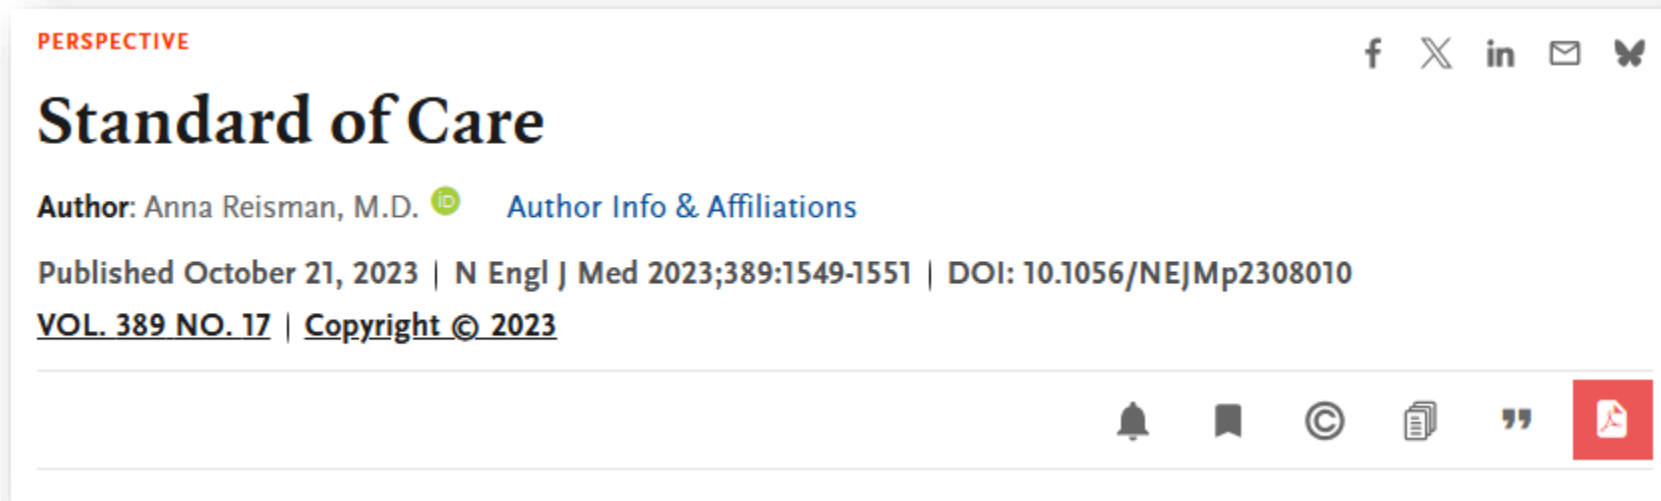 PERSPECTIVE
Standard of Care
Author: Anna Reisman, M.D. iD Author Info & Affiliations
Published October 21, 2023 | N Engl J Med 2023;389:1549-1551 | DOI: 10.1056/NEJMp2308010
VOL. 389 NO. 17 | Copyright © 2023